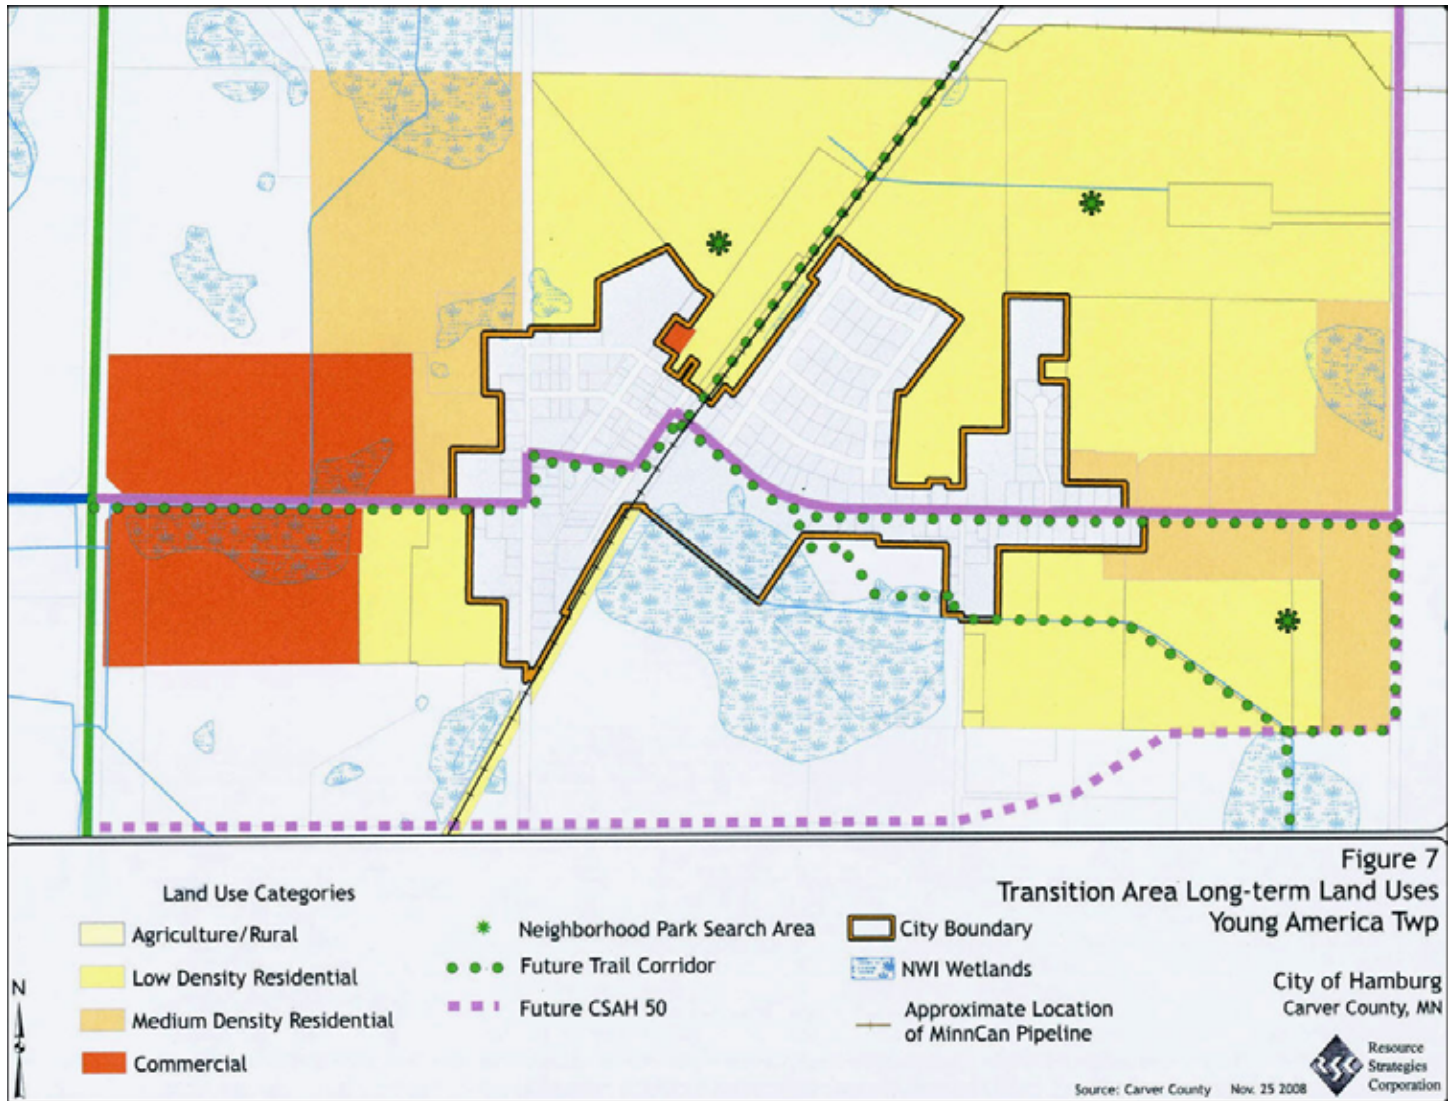 Figure 7
Transition Area Long-term Land Uses
Young America Twp
City of Hamburg
Carver County, MN
Land Use Categories
Agriculture/Rural
Low Density Residential
Medium Density Residential
Commercial
Neighborhood Park Search Area
Future Trail Corridor
Future CSAH 50
City Boundary
NWI Wetlands
Approximate Location
of MinnCan Pipeline
N
RSC
Resource
Strategies
Corporation
Source: Carver County Nov. 25 2008